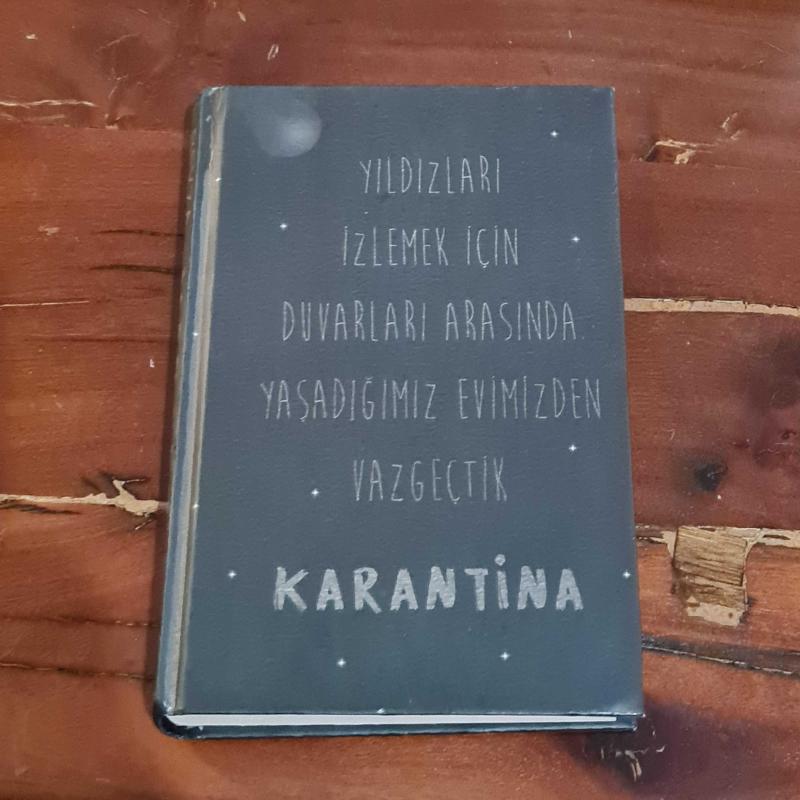 YILDIZLARI
İZLEMEK İÇİN
DUVARLARI ARASINDA
YAŞADIĞIMIZ EVİMİZDEN
VAZGEÇTİK
KARANTİNA